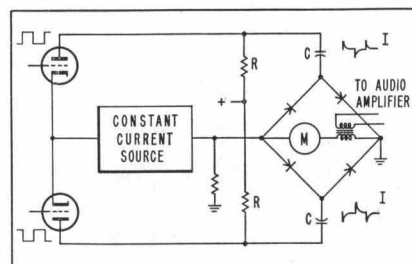 I
R
C
TO AUDIO
AMPLIFIER
+
CONSTANT
CURRENT
SOURCE
M
R
C
I